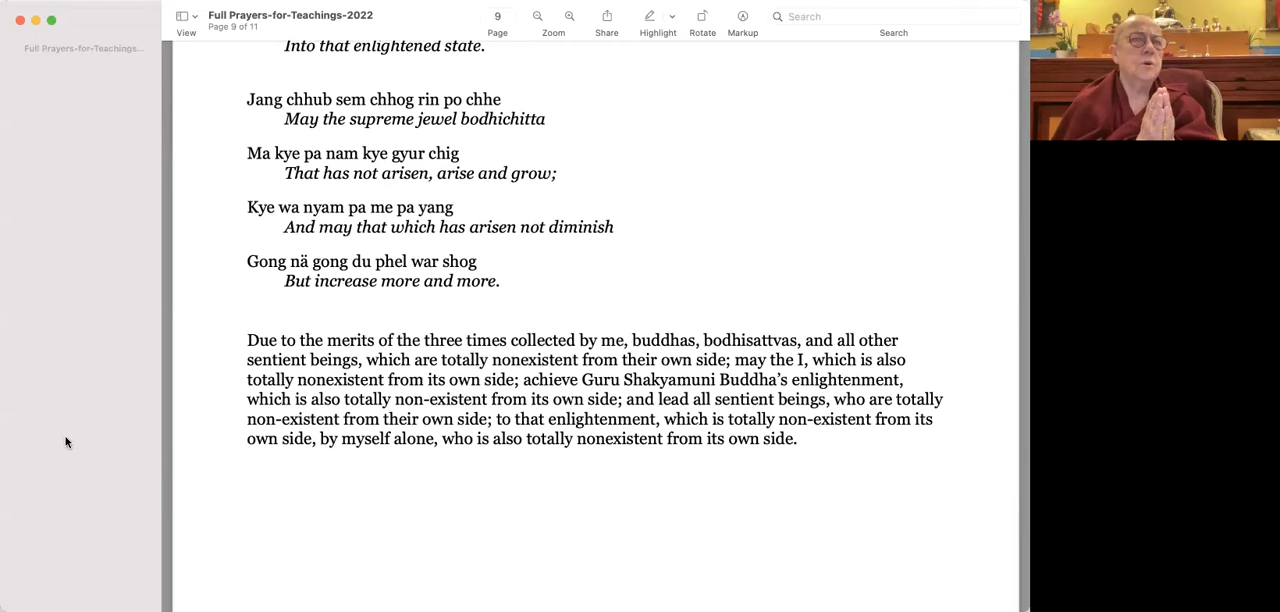 Full Prayers-for-Teachings-2022
Page 9 of 11
9
Search
View
Page
Zoom
Share
Highlight
Rotate
Markup
Search
Full Prayers-for-Teachings...
Into that enlightened state.
Jang chhub sem chhog rin po chhe
May the supreme jewel bodhichitta
Ma kye pa nam kye gyur chig
That has not arisen, arise and grow;
Kye wa nyam pa me pa yang
And may that which has arisen not diminish
Gong nä gong du phel war shog
But increase more and more.
Due to the merits of the three times collected by me, buddhas, bodhisattvas, and all other
sentient beings, which are totally nonexistent from their own side; may the I, which is also
totally nonexistent from its own side; achieve Guru Shakyamuni Buddha’s enlightenment,
which is also totally non-existent from its own side; and lead all sentient beings, who are totally
non-existent from their own side; to that enlightenment, which is totally non-existent from its
own side, by myself alone, who is also totally nonexistent from its own side.